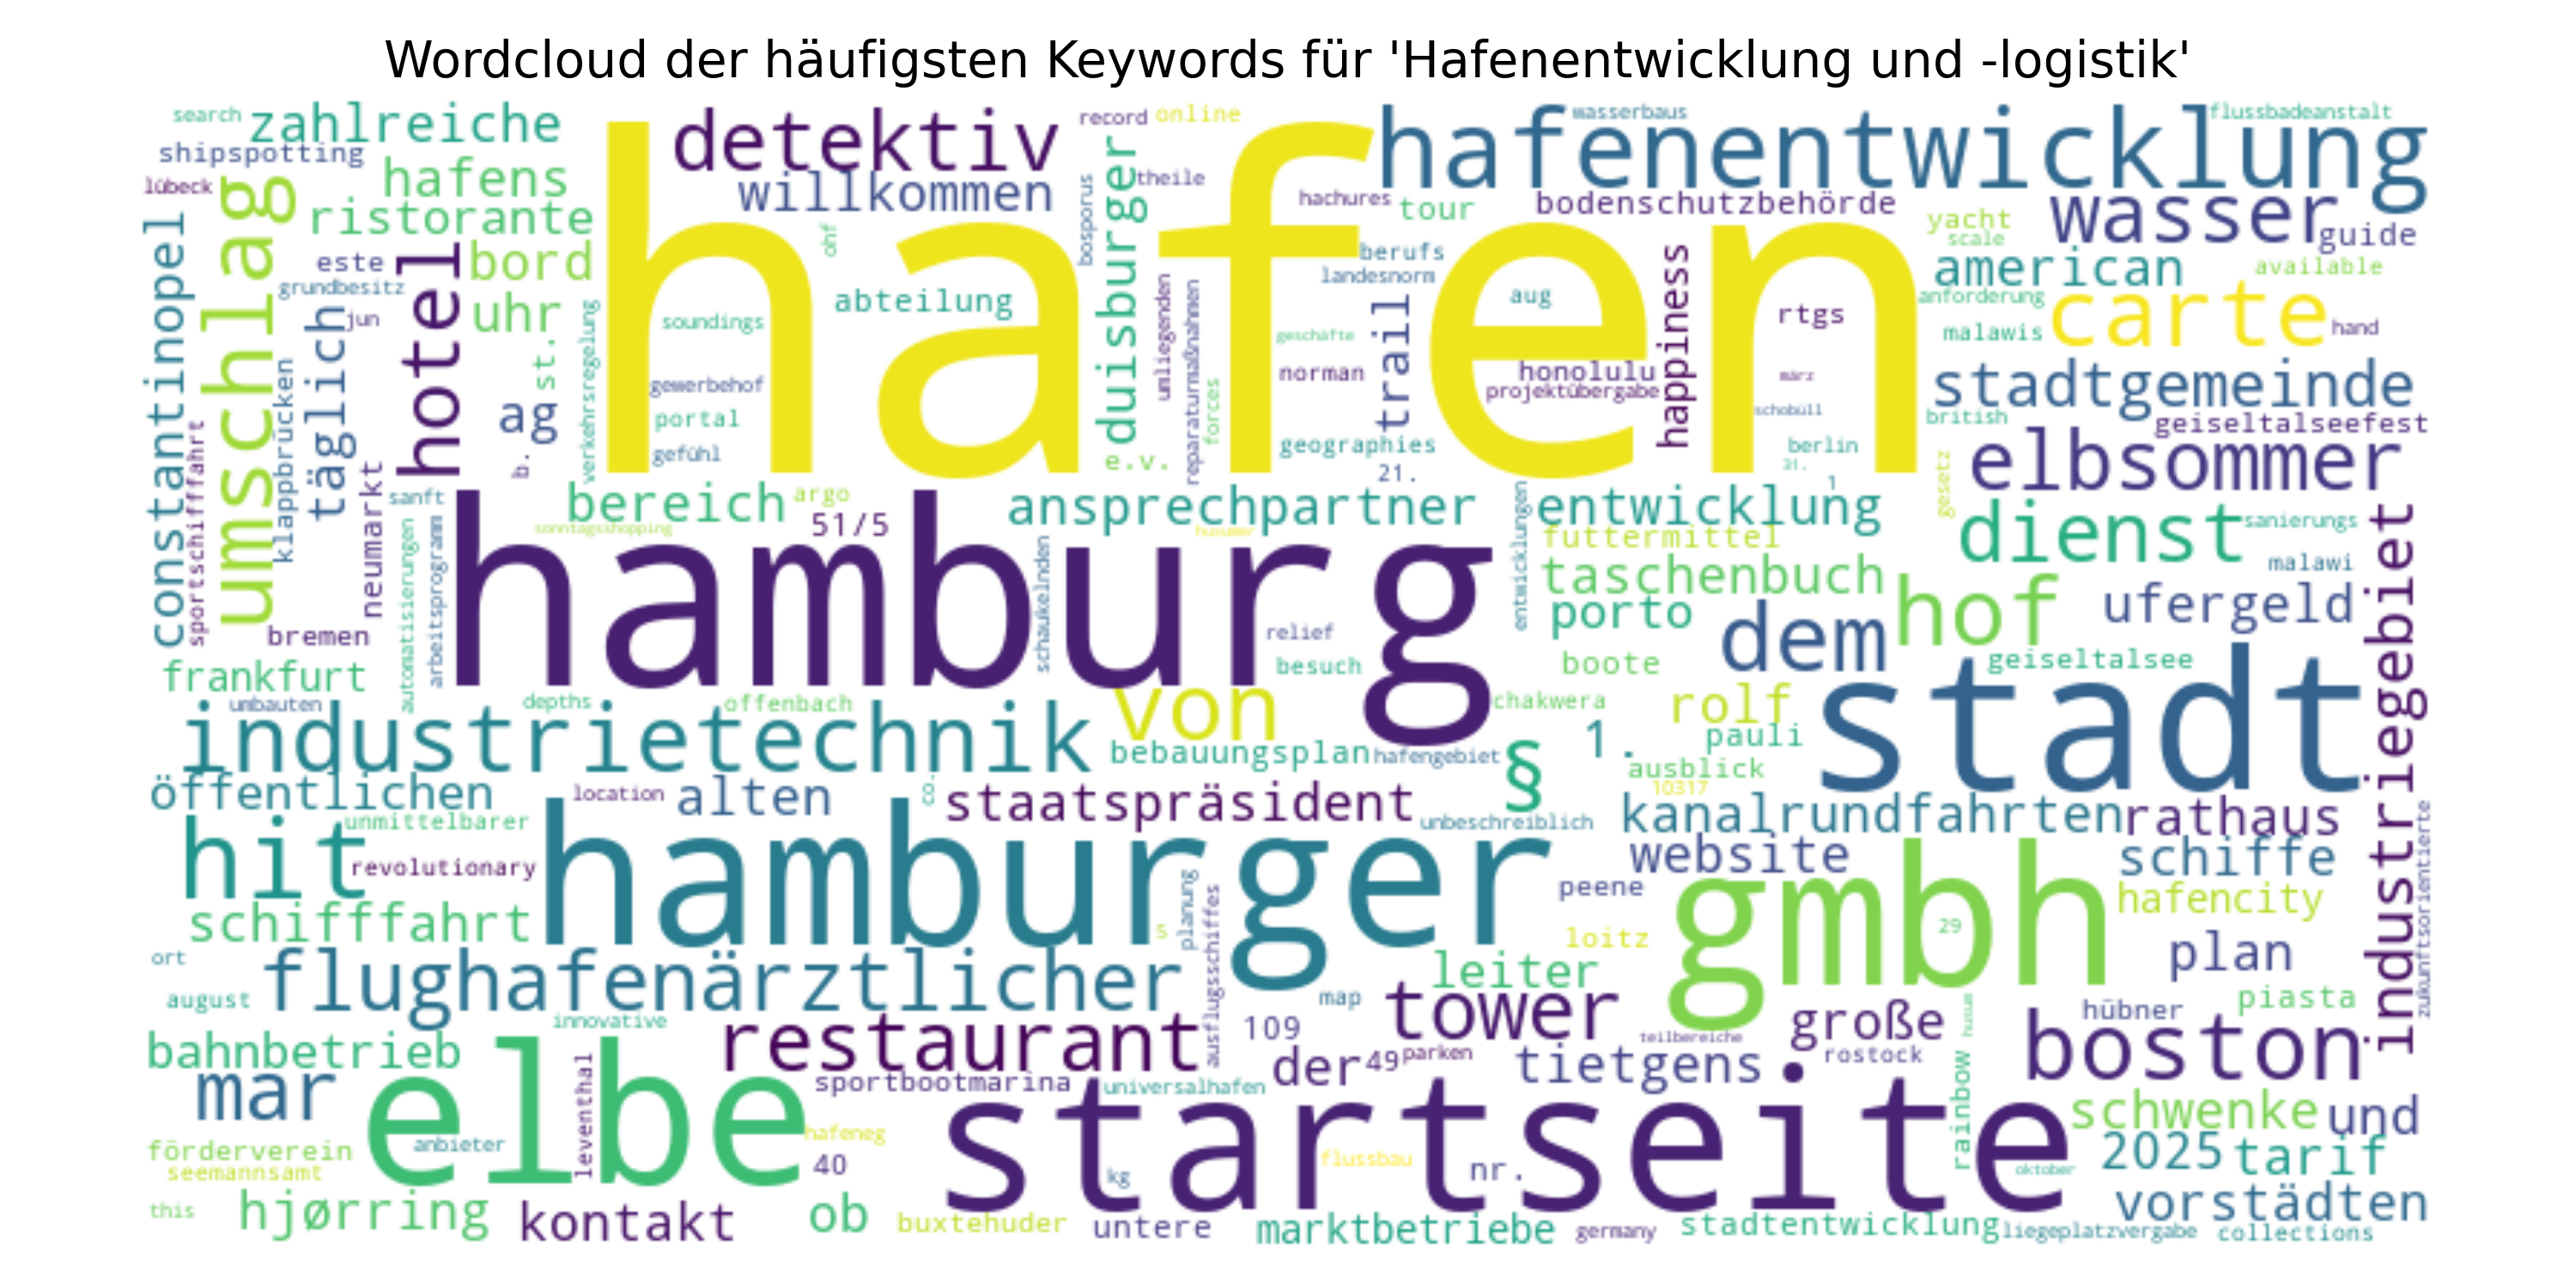 Wordcloud der häufigsten Keywords für 'Hafenentwicklung und -logistik'
search
zahlreiche
detektiv
record
online
hafenentwicklung
wasserbaus
flussbadeanstalt
shipspotting
lübeck
hafens
willkommen
duisburger
theile
hachures
tour
bodenschutzbehörde
yacht
scale
wasser
guide
umschlag
ristorante
constantinopel
hotel
bord
este
grundbesitz
jun
uhr
hafen
ohf
bosporus
abteilung
soundings
umliegenden
reparaturmaßnahmen
berufs
landesnorm
aug
geschäfte
trail
happiness
rtgs
american
available
anforderung
carte
malawis
hand
täglich
klappbrücken
st.
verkehrsregelung
gewerbehof
portal
gefühl
ag
b.
forces
norman
honolulu
projektübergabe
märz
schobüll
stadtgemeinde
british
geiseltalseefest
sportschifffahrt
neumarkt
sanft
e.v.
geographies
21.
berlin
31.
1
gesetz
elbsommer
bereich
argo
sonntagsshopping
51/5
ansprechpartner
husumer
entwicklungen
entwicklung
futtermittel
dienst
sanierungs
malawi
industriegebiet
automatisierungen
arbeitsprogramm
hamburg
schaukelnden
relief
besuch
taschenbuch
porto
boote
dem
hof
ufergeld
geiseltalsee
bremen
frankfurt
umbauten
depths
offenbach
von
chakwera
rolf
pauli
stadt
industrietechnik
bebauungsplan
hafengebiet
§
1.
ausblick
10317
öffentlichen
location
alten
co.
staatspräsident
unbeschreiblich
kanalrundfahrten
rathaus
hit
unmittelbarer
revolutionary
hamburger
website
schiffe
zukunftsorientierte
peene
gmbh
hafencity
schifffahrt
5
planung
ausflugsschiffes
loitz
29
plan
ort
flughafenärztlicher
leiter
august
map
tower
piasta
innovative
restaurant
109
teilbereiche
große
husum
hübner
boston
bahnbetrieb
der
49
parken
tietgens
rostock
mar
elbe
leventhal
sportbootmarina
universalhafen
startseite
rainbow
schwenke
und
förderverein
anbieter
hafeneg
seemannsamt
40
kg
flussbau
nr.
oktober
2025
tarif
this
hjørring
kontakt
ob
buxtehuder
untere
marktbetriebe
germany
stadtentwicklung
liegeplatzvergabe
vorstädten
collections